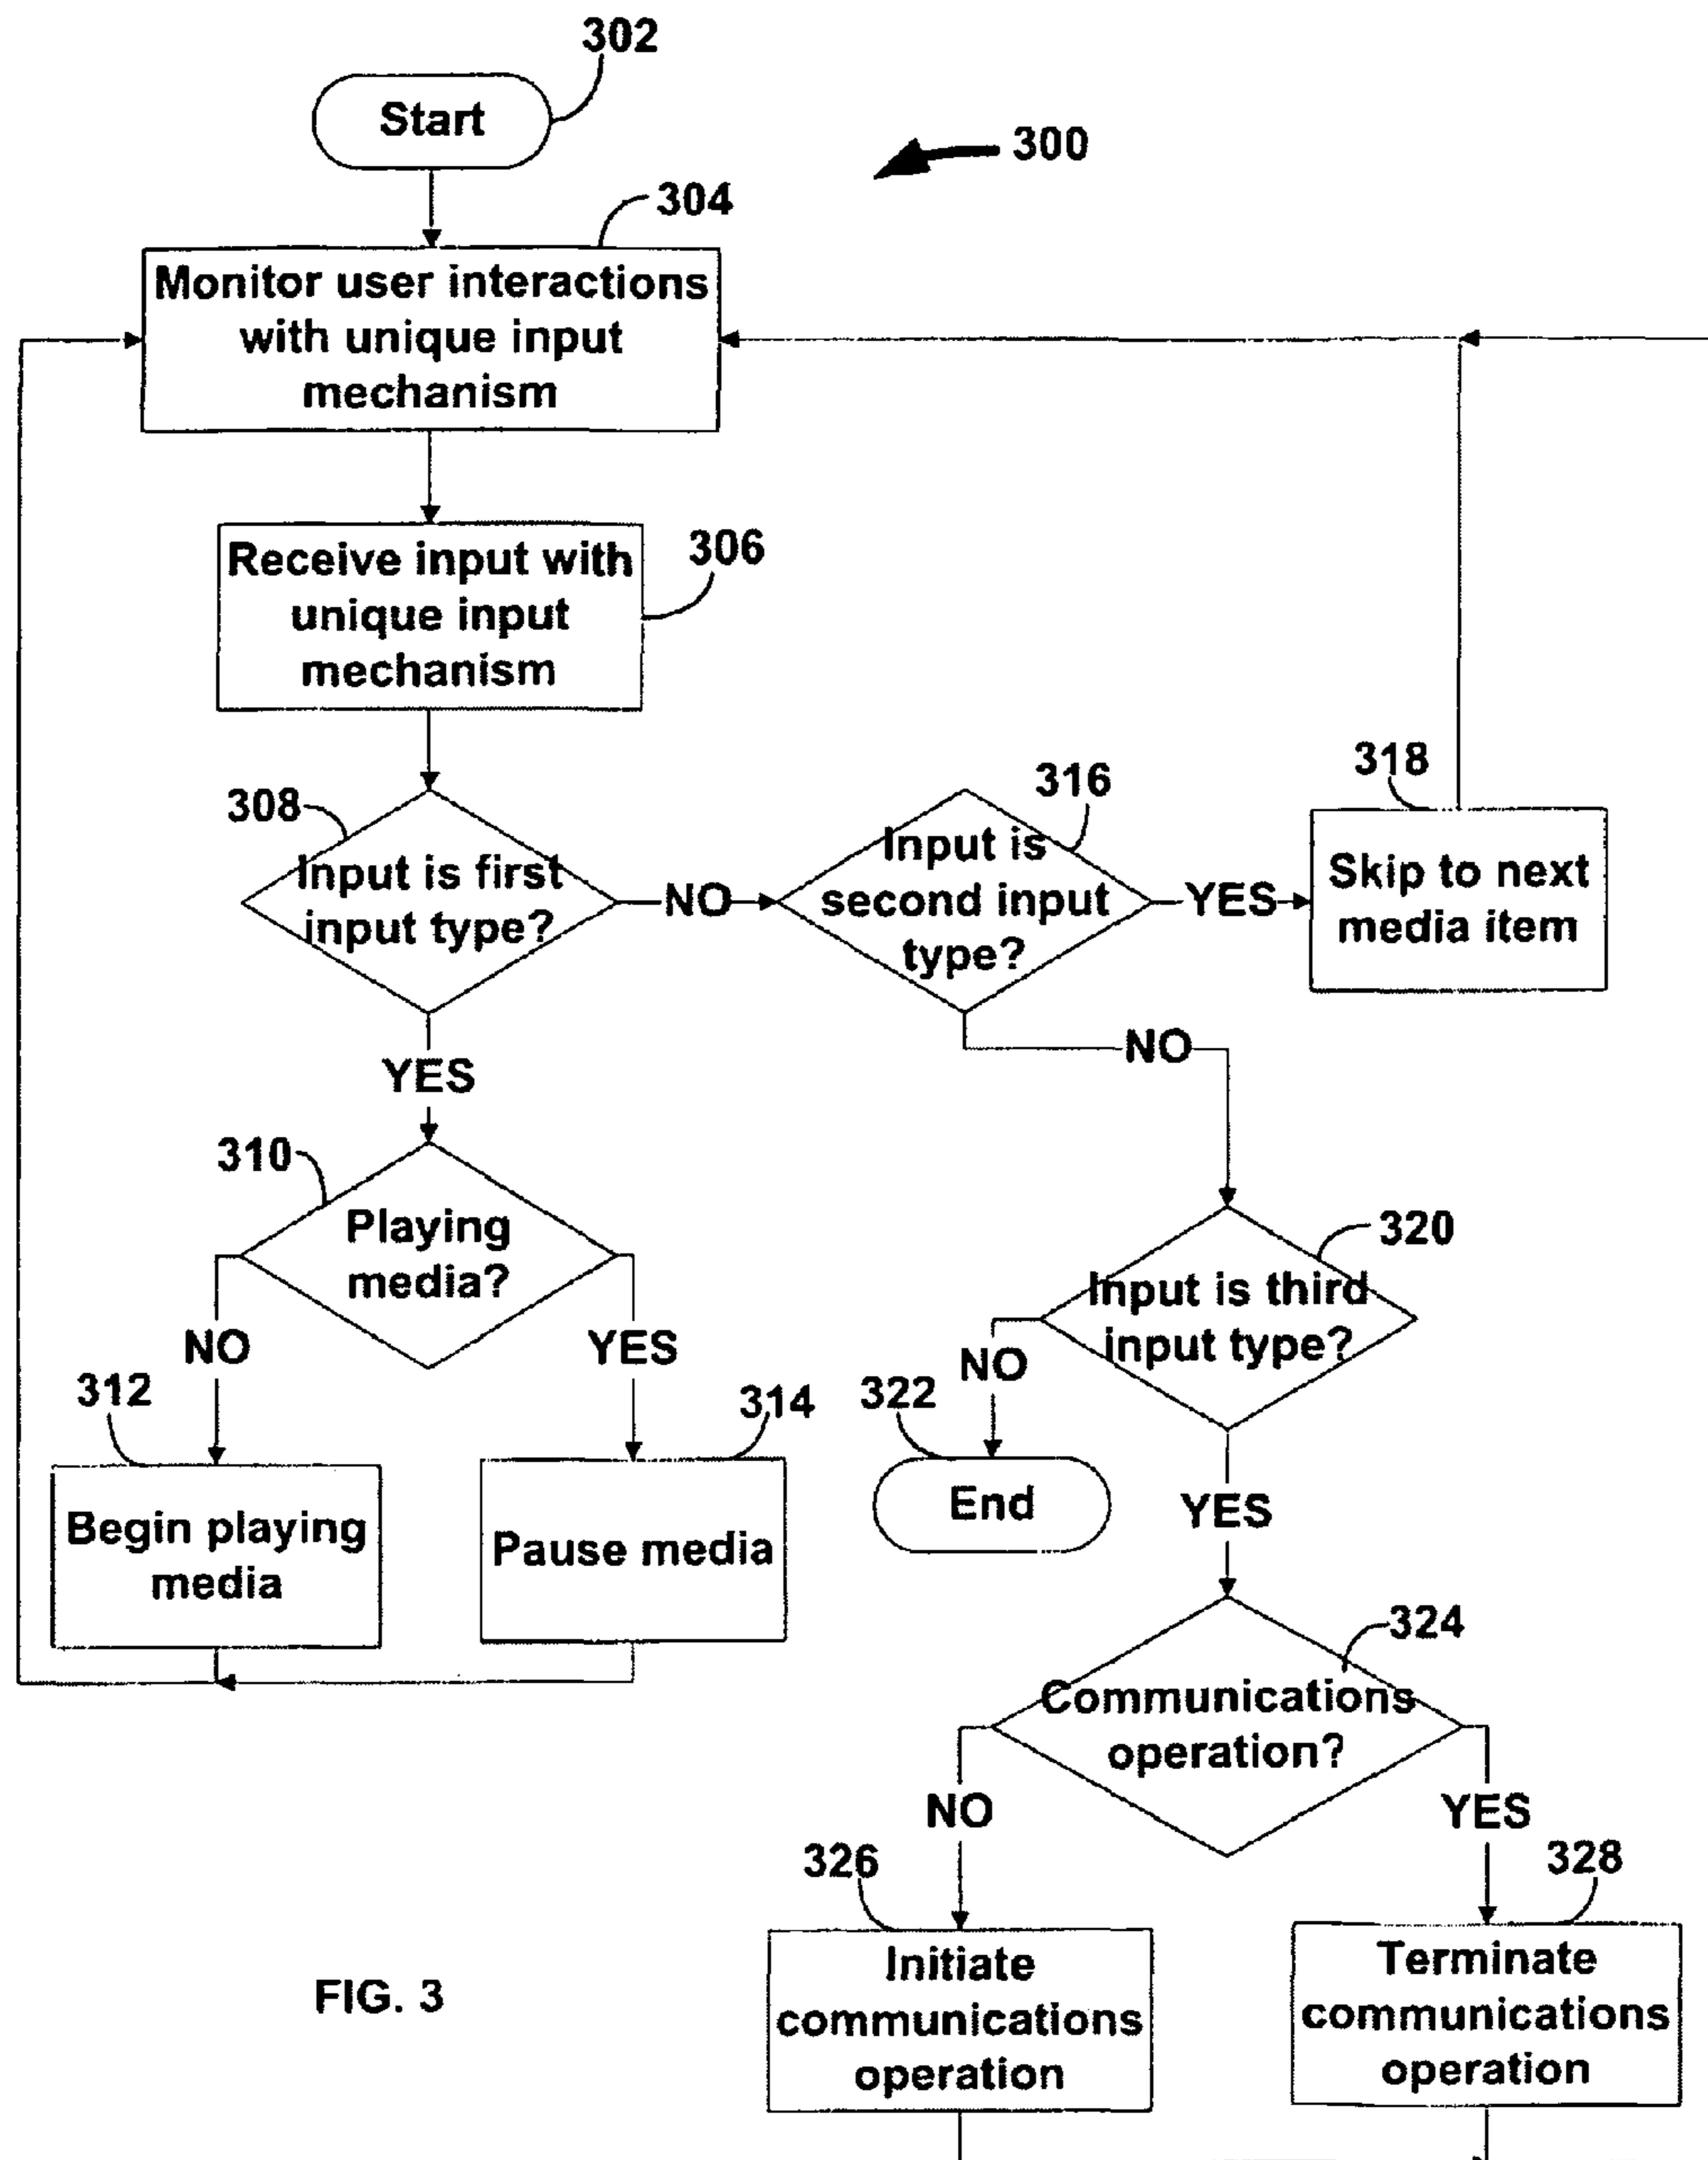 302
Start
300
304
Monitor user interactions
with unique input
mechanism
Receive input with
unique input
mechanism
306
308
Input is first
input type?
NO
316
Input is
second input
type?
YES
318
Skip to next
media item
YES
NO
310
Playing
media?
NO
YES
320
Input is third
input type?
NO
312
Begin playing
media
314
Pause media
322
End
YES
324
Communications
operation?
NO
YES
326
Initiate
communications
operation
328
Terminate
communications
operation
FIG. 3